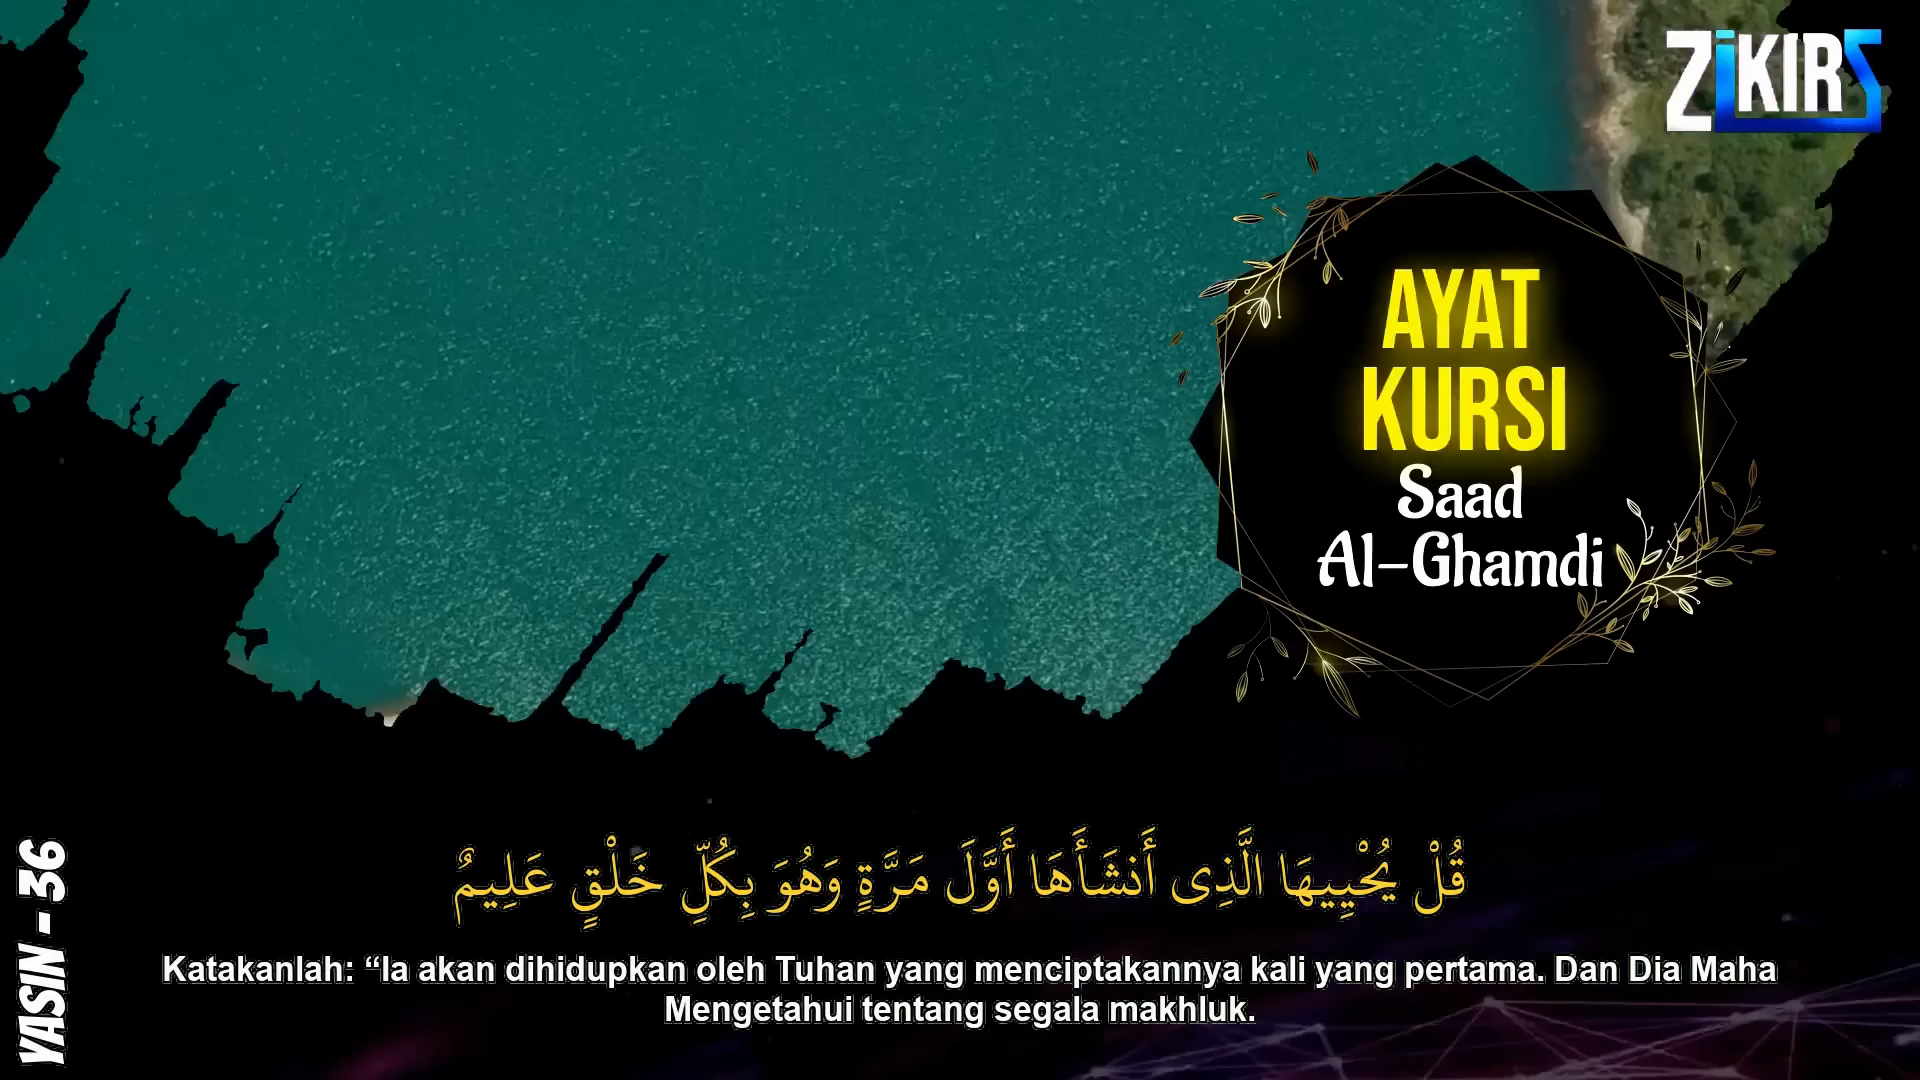 ZiKIRS
AYAT
KURSI
Saad
Al-Ghamdi
قُلْ يُحْيِيهَا الَّذِى أَنشَأَهَا أَوَّلَ مَرَّةٍ وَهُوَ بِكُلِّ خَلْقٍ عَلِيمٌ
Katakanlah: “Ia akan dihidupkan oleh Tuhan yang menciptakannya kali yang pertama. Dan Dia Maha
Mengetahui tentang segala makhluk.
YASIN - 36